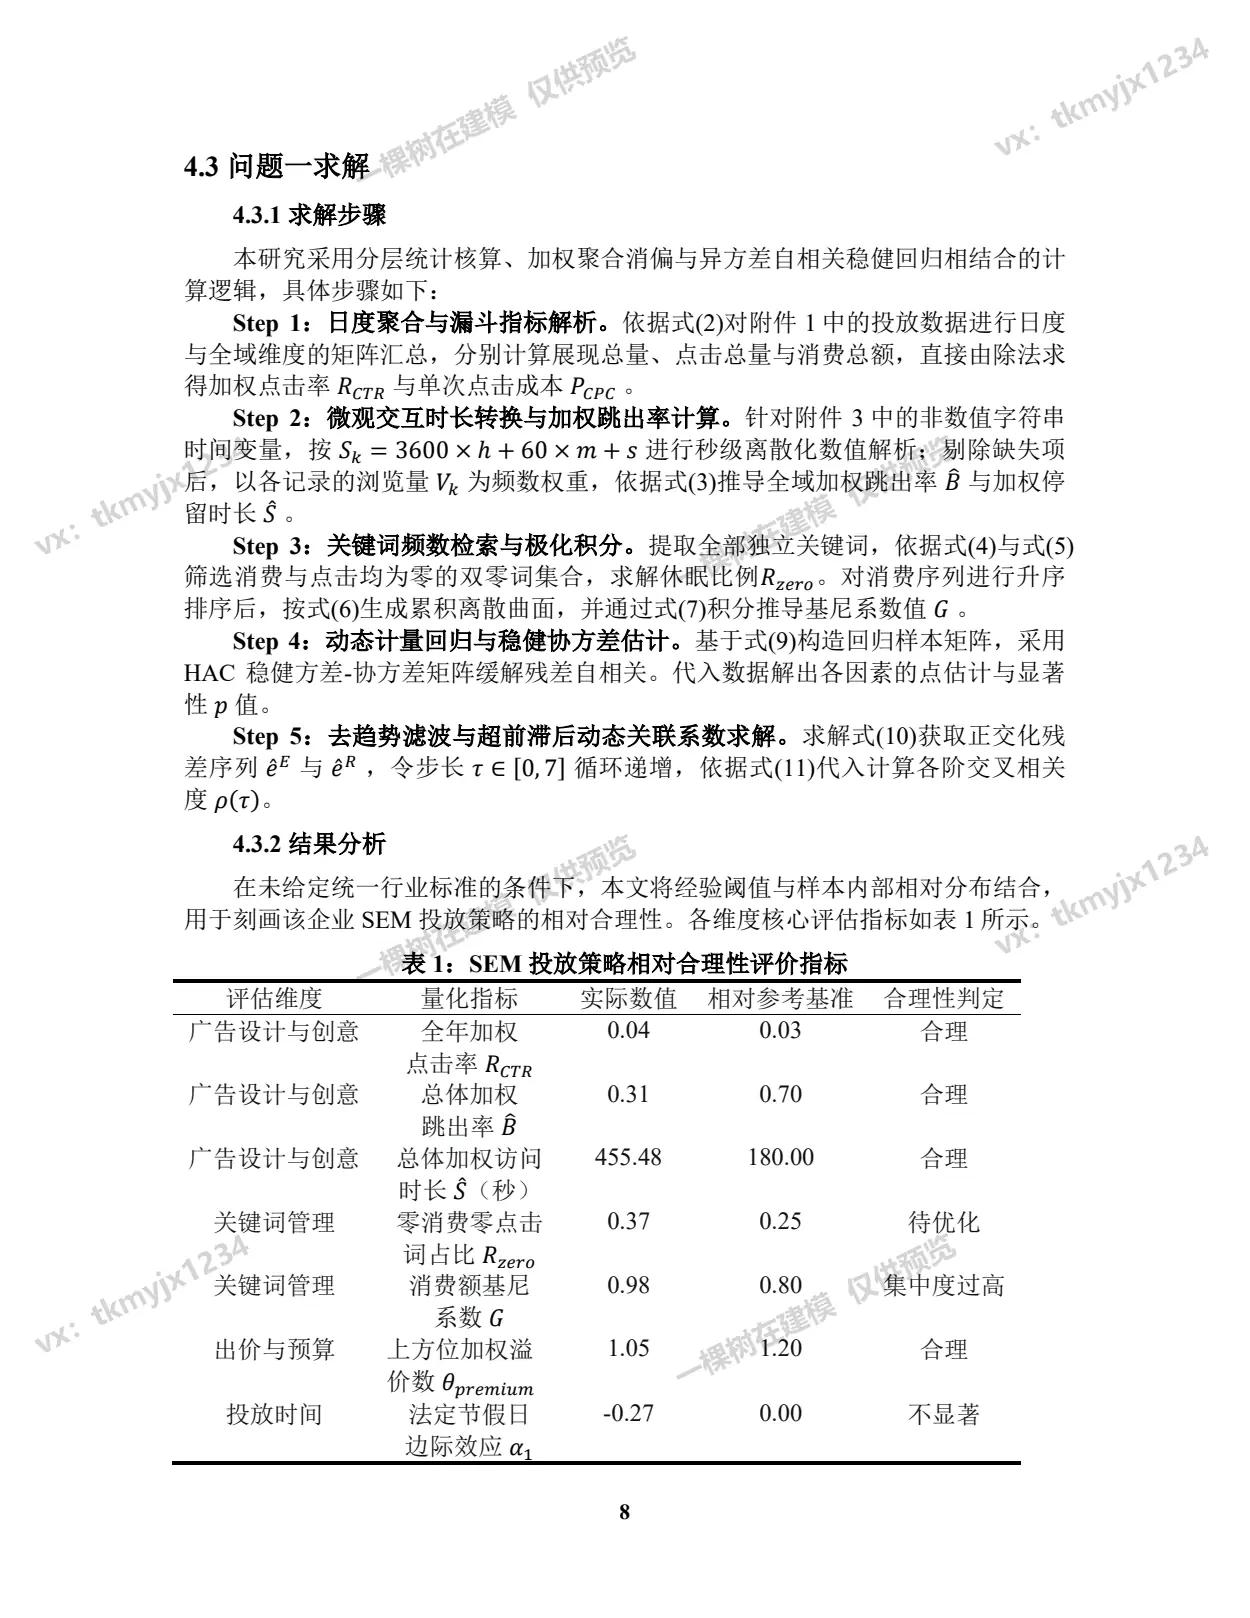 一棵树在建模 仅供预览
vx：tkmyjx1234
4.3 问题一求解
4.3.1 求解步骤
本研究采用分层统计核算、加权聚合消偏与异方差自相关稳健回归相结合的计
算逻辑，具体步骤如下：
Step 1：日度聚合与漏斗指标解析。依据式(2)对附件 1 中的投放数据进行日度
与全域维度的矩阵汇总，分别计算展现总量、点击总量与消费总额，直接由除法求
得加权点击率 R_CTR 与单次点击成本 P_CPC 。
Step 2：微观交互时长转换与加权跳出率计算。针对附件 3 中的非数值字符串
时间变量，按 S_k = 3600 × h + 60 × m + s 进行秒级离散化数值解析；剔除缺失项
后，以各记录的浏览量 V_k 为频数权重，依据式(3)推导全域加权跳出率 B̂ 与加权停
留时长 Ŝ 。
vx：tkmyjx1234
一棵树在建模 仅供预览
Step 3：关键词频数检索与极化积分。提取全部独立关键词，依据式(4)与式(5)
筛选消费与点击均为零的双零词集合，求解休眠比例R_zero。对消费序列进行升序
排序后，按式(6)生成累积离散曲面，并通过式(7)积分推导基尼系数值 G 。
Step 4：动态计量回归与稳健协方差估计。基于式(9)构造回归样本矩阵，采用
HAC 稳健方差-协方差矩阵缓解残差自相关。代入数据解出各因素的点估计与显著
性 p 值。
Step 5：去趋势滤波与超前滞后动态关联系数求解。求解式(10)获取正交化残
差序列 ê^E 与 ê^R ，令步长 τ ∈ [0, 7] 循环递增，依据式(11)代入计算各阶交叉相关
度 ρ(τ)。
4.3.2 结果分析
在未给定统一行业标准的条件下，本文将经验阈值与样本内部相对分布结合，
用于刻画该企业 SEM 投放策略的相对合理性。各维度核心评估指标如表 1 所示。
一棵树在建模 仅供预览
vx：tkmyjx1234
表 1：SEM 投放策略相对合理性评价指标
评估维度 量化指标 实际数值 相对参考基准 合理性判定
广告设计与创意 全年加权 0.04 0.03 合理
点击率 R_CTR
广告设计与创意 总体加权 0.31 0.70 合理
跳出率 B̂
广告设计与创意 总体加权访问 455.48 180.00 合理
时长 Ŝ（秒）
关键词管理 零消费零点击 0.37 0.25 待优化
词占比 R_zero
关键词管理 消费额基尼 0.98 0.80 集中度过高
系数 G
出价与预算 上方位加权溢 1.05 1.20 合理
价数 θ_premium
投放时间 法定节假日 -0.27 0.00 不显著
边际效应 α_1
vx：tkmyjx1234
一棵树在建模 仅供预览
8